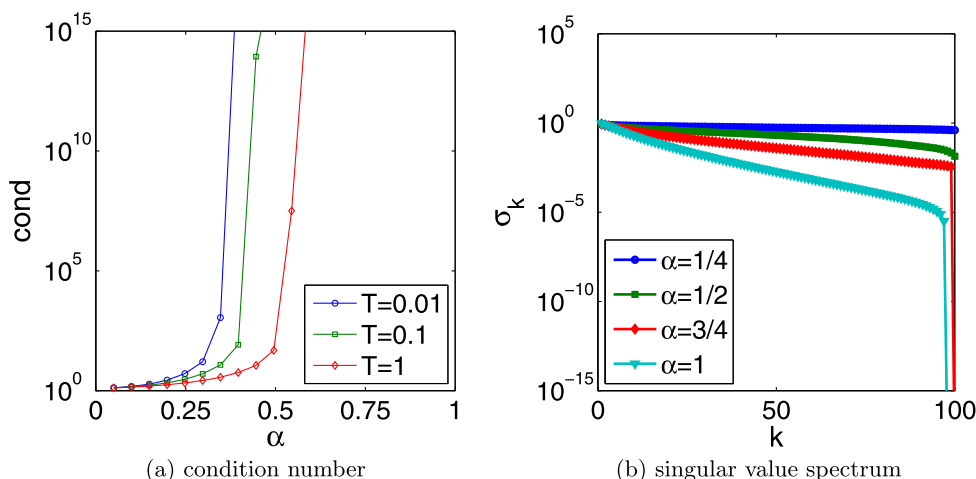 10^15
10^10
10^5
10^0
cond
0 0.25 0.5 0.75 1
α
T=0.01
T=0.1
T=1
(a) condition number
10^5
10^0
10^−5
10^−10
10^−15
σ_k
0 50 100
k
α=1/4
α=1/2
α=3/4
α=1
(b) singular value spectrum